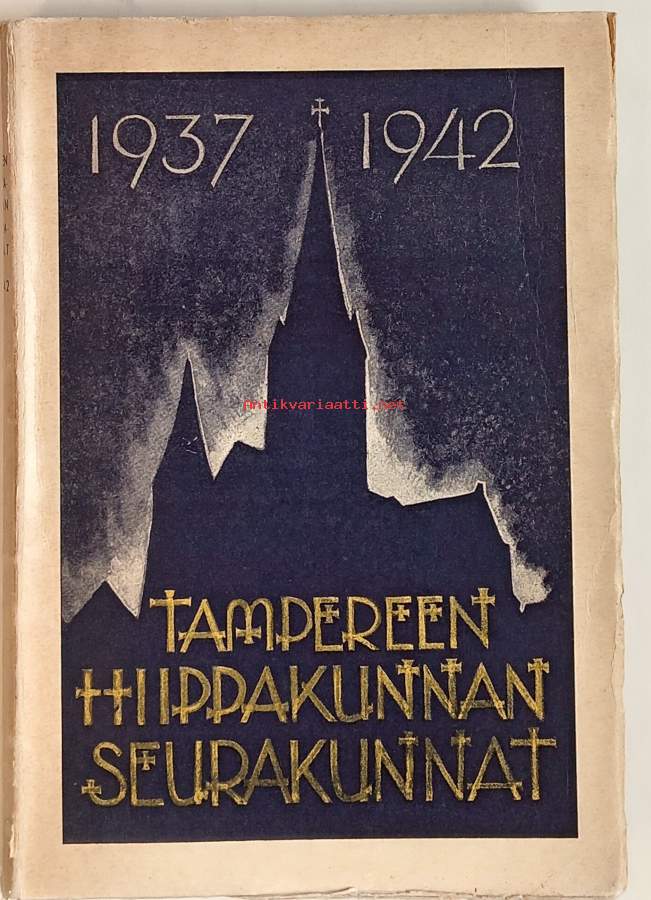 1937 1942
Antikvariaatti.net
TAMPEREEN
HIIPPAKUNNAN
SEURAKUNNAT